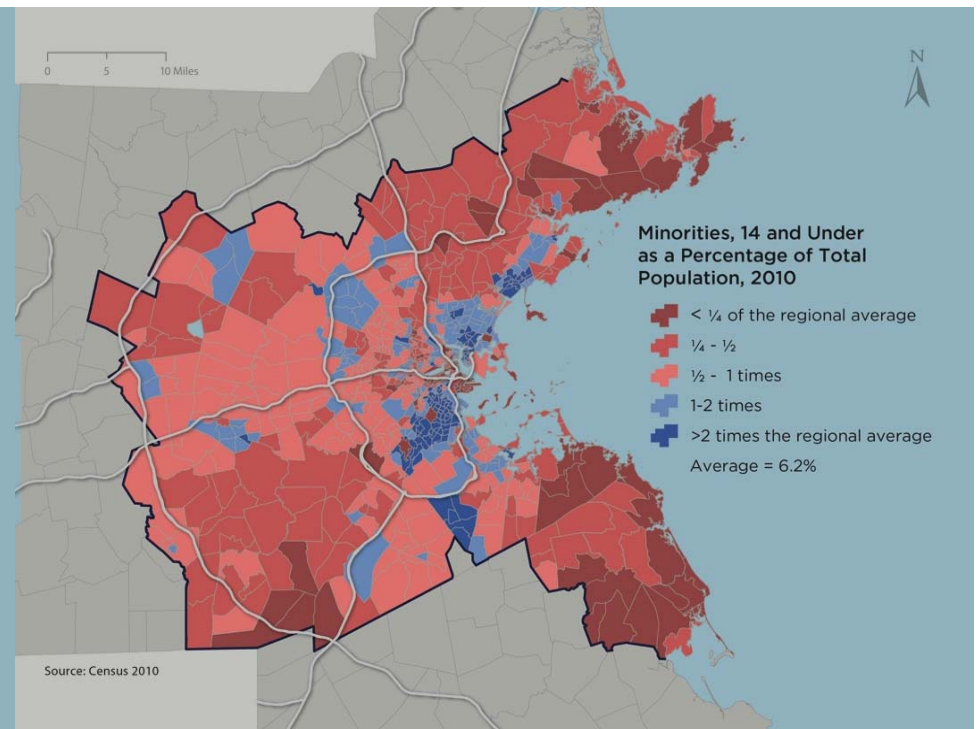 0 5 10 Miles
N
Minorities, 14 and Under
as a Percentage of Total
Population, 2010
< ¼ of the regional average
¼ - ½
½ - 1 times
1-2 times
>2 times the regional average
Average = 6.2%
Source: Census 2010